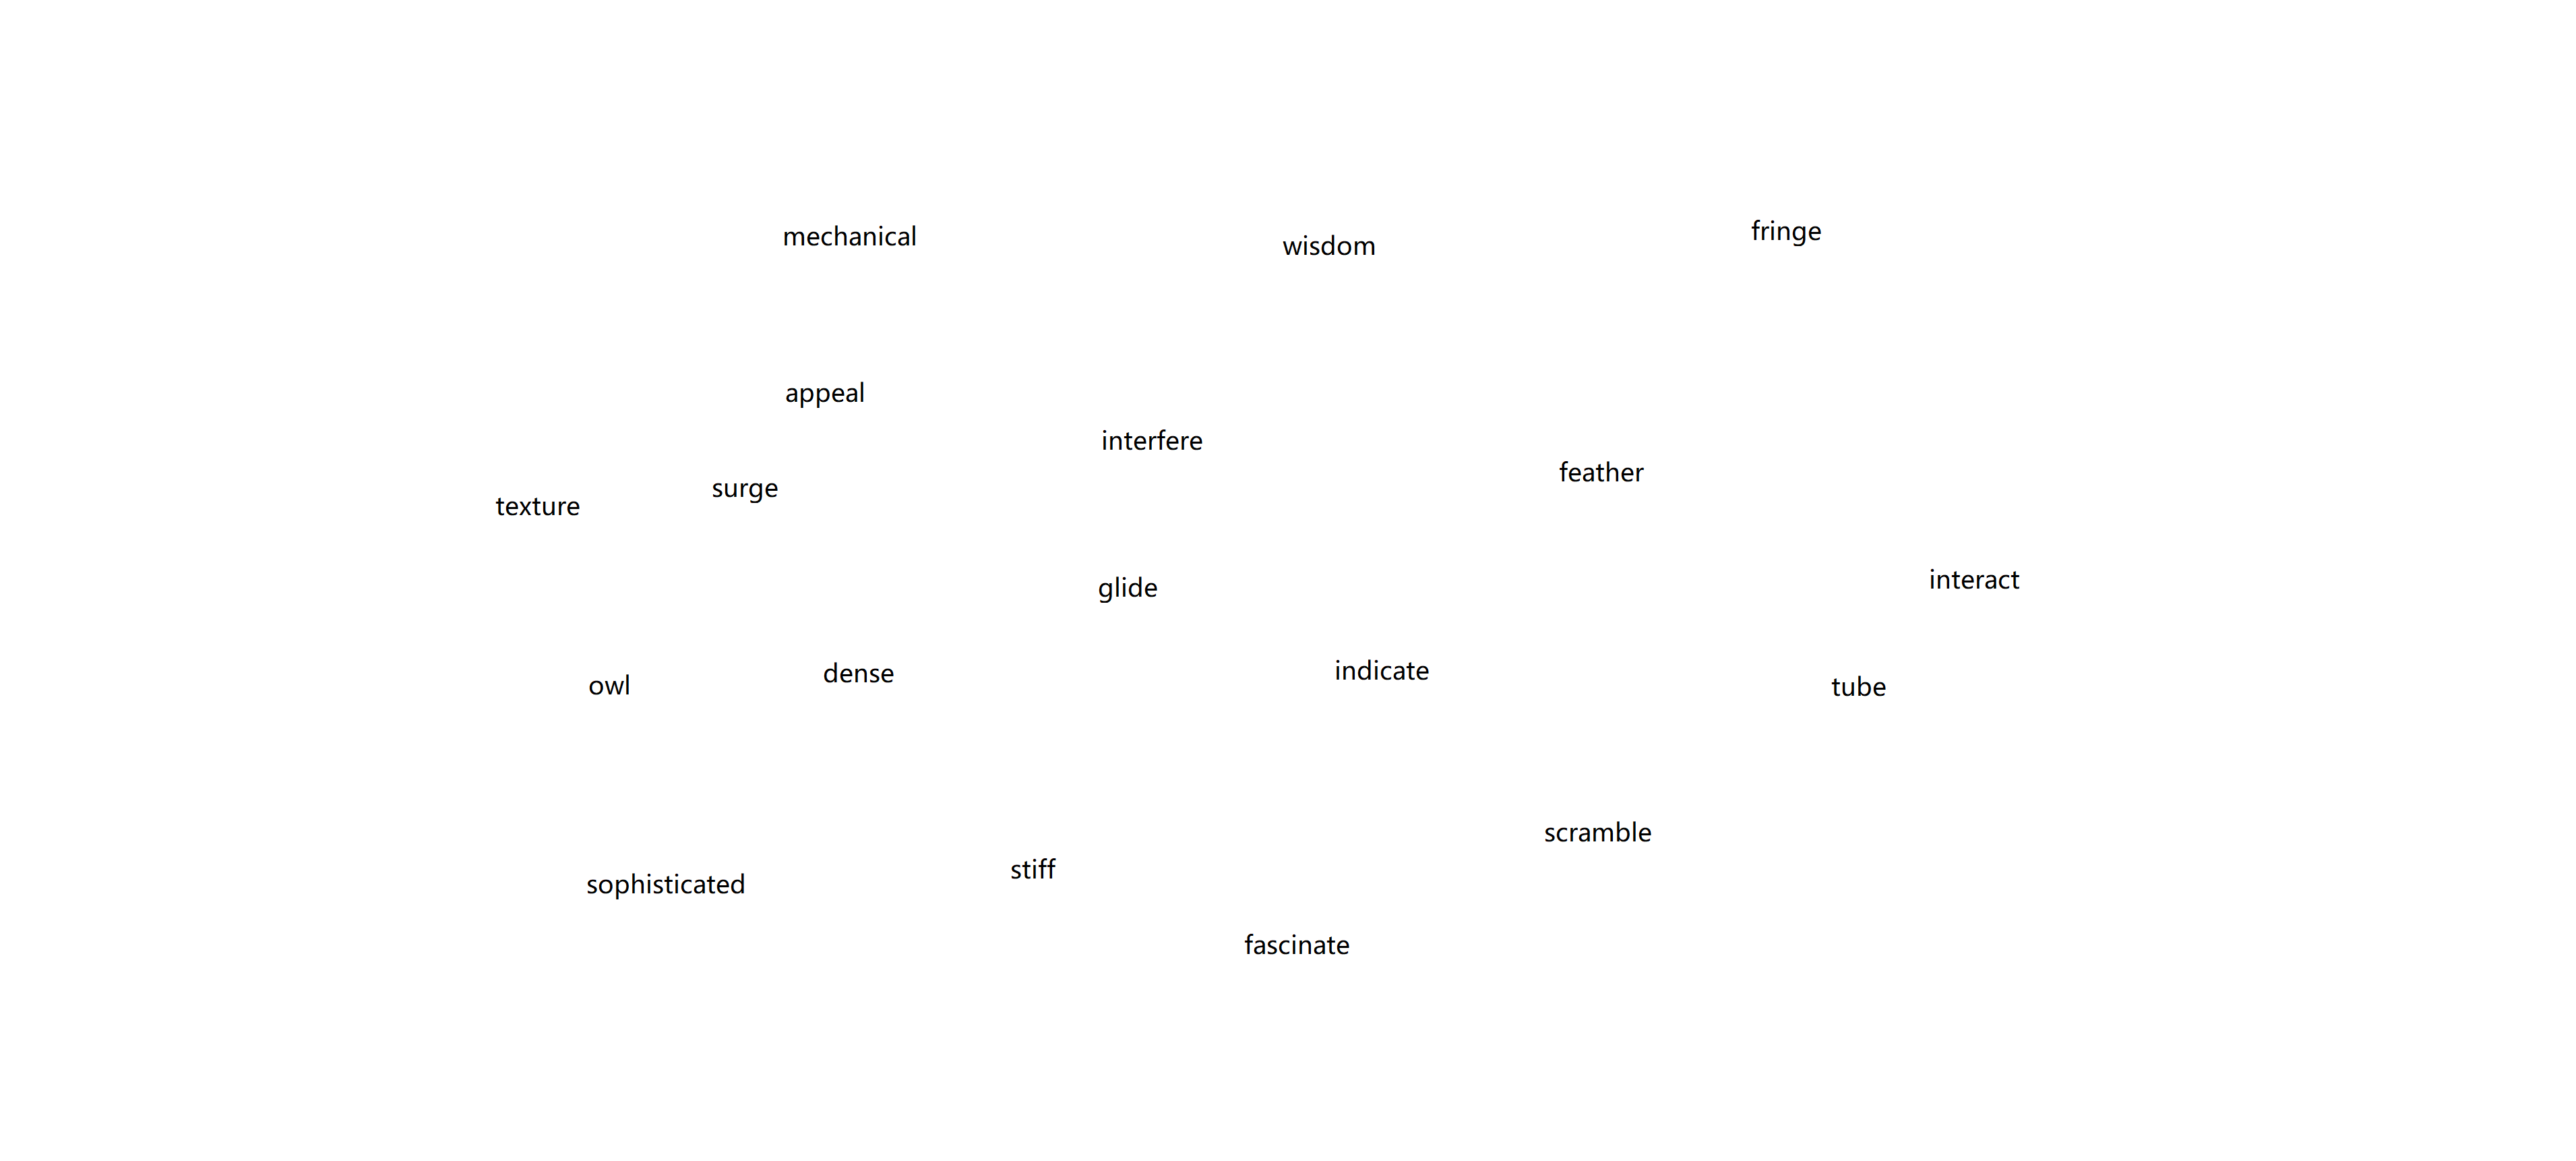 mechanical
wisdom
fringe
appeal
interfere
feather
surge
texture
interact
glide
indicate
dense
owl
tube
scramble
stiff
sophisticated
fascinate